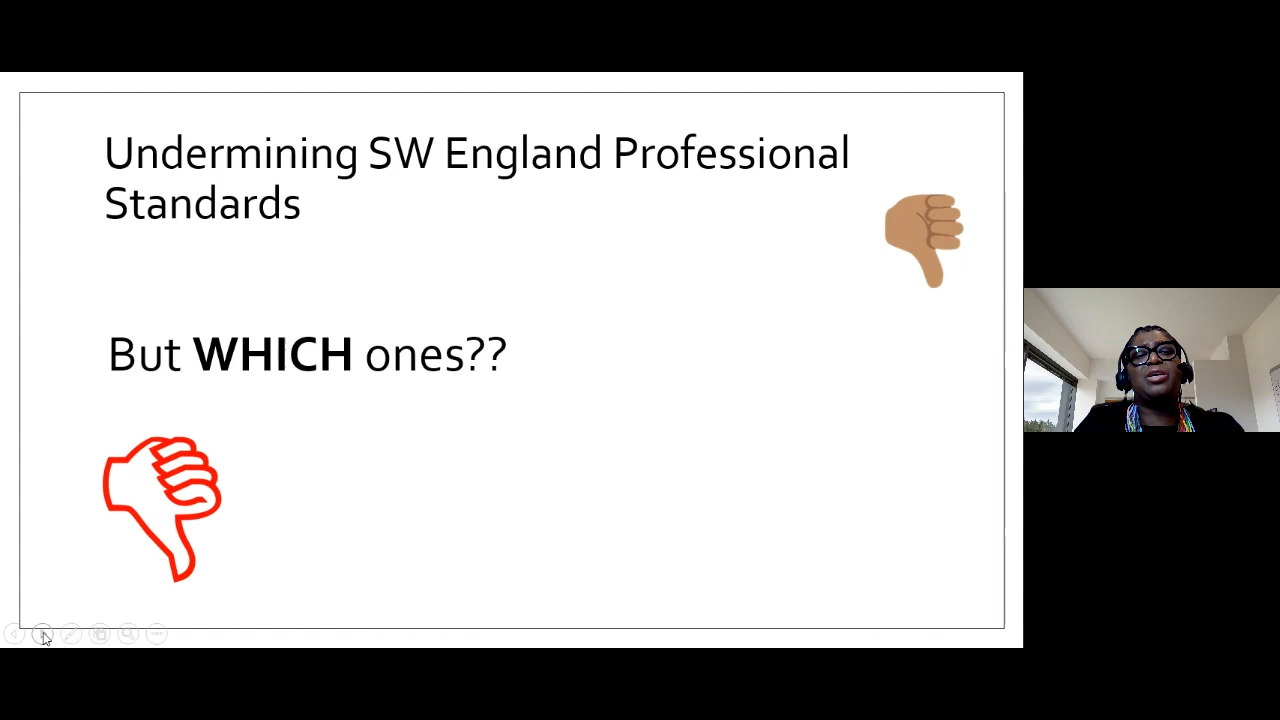 Undermining SW England Professional
Standards
But WHICH ones??